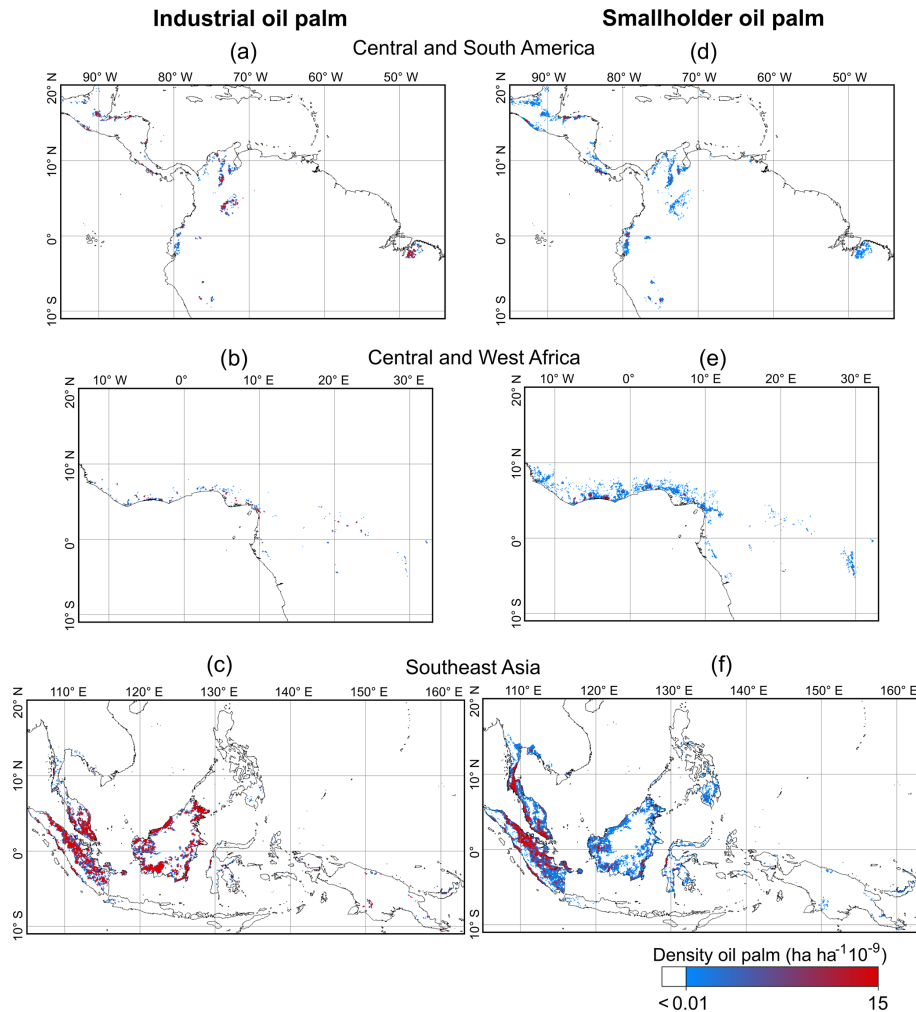 Industrial oil palm
Smallholder oil palm
(a)
Central and South America
(d)
90° W 80° W 70° W 60° W 50° W
90° W 80° W 70° W 60° W 50° W
20° N
10° N
0°
10° S
20° N
10° N
0°
10° S
(b)
Central and West Africa
(e)
10° W 0° 10° E 20° E 30° E
10° W 0° 10° E 20° E 30° E
20° N
10° N
0°
10° S
20° N
10° N
0°
10° S
(c)
Southeast Asia
(f)
110° E 120° E 130° E 140° E 150° E 160° E
110° E 120° E 130° E 140° E 150° E 160° E
20° N
10° N
0°
10° S
20° N
10° N
0°
10° S
Density oil palm (ha ha⁻¹10⁻⁹)
< 0.01 15